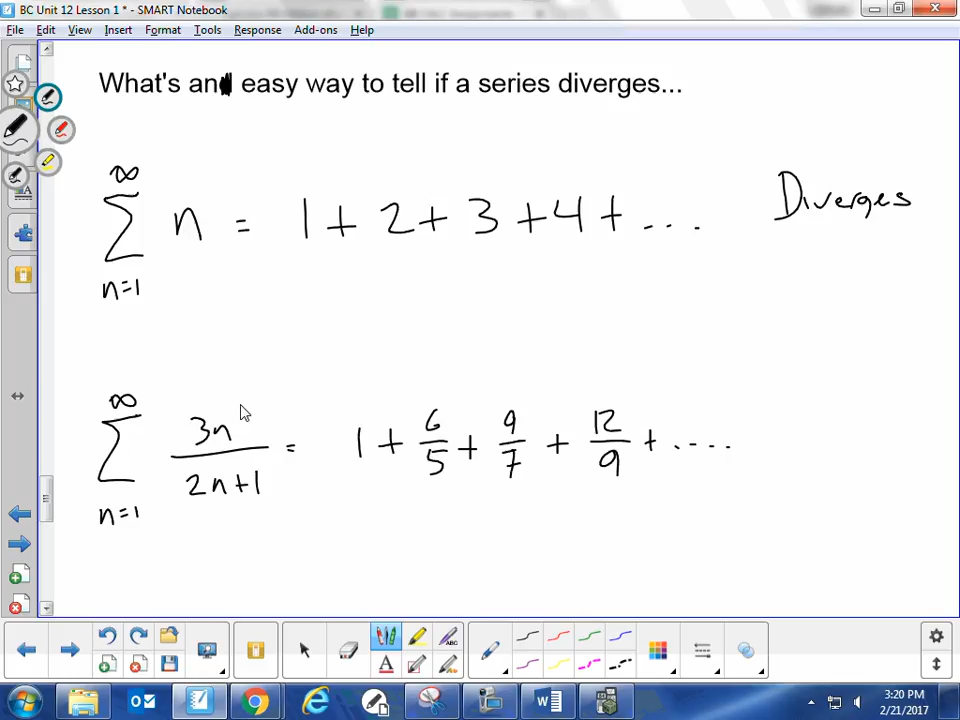 BC Unit 12 Lesson 1 * - SMART Notebook
File Edit View Insert Format Tools Response Add-ons Help
What's an easy way to tell if a series diverges...
∞
∑ n = 1 + 2 + 3 + 4 + ... Diverges
n=1
∞
∑ 3n/2n+1 = 1 + 6/5 + 9/7 + 12/9 + ....
n=1
3:20 PM
2/21/2017